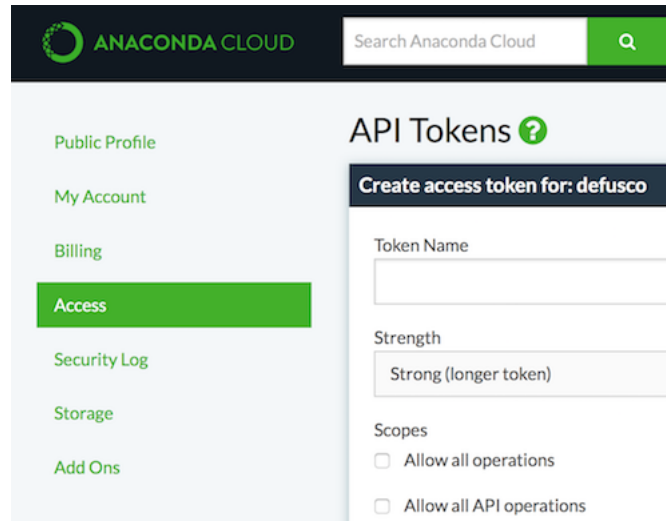 ANACONDA CLOUD
Search Anaconda Cloud
Public Profile
My Account
Billing
Access
Security Log
Storage
Add Ons
API Tokens ?
Create access token for: defusco
Token Name
Strength
Strong (longer token)
Scopes
Allow all operations
Allow all API operations